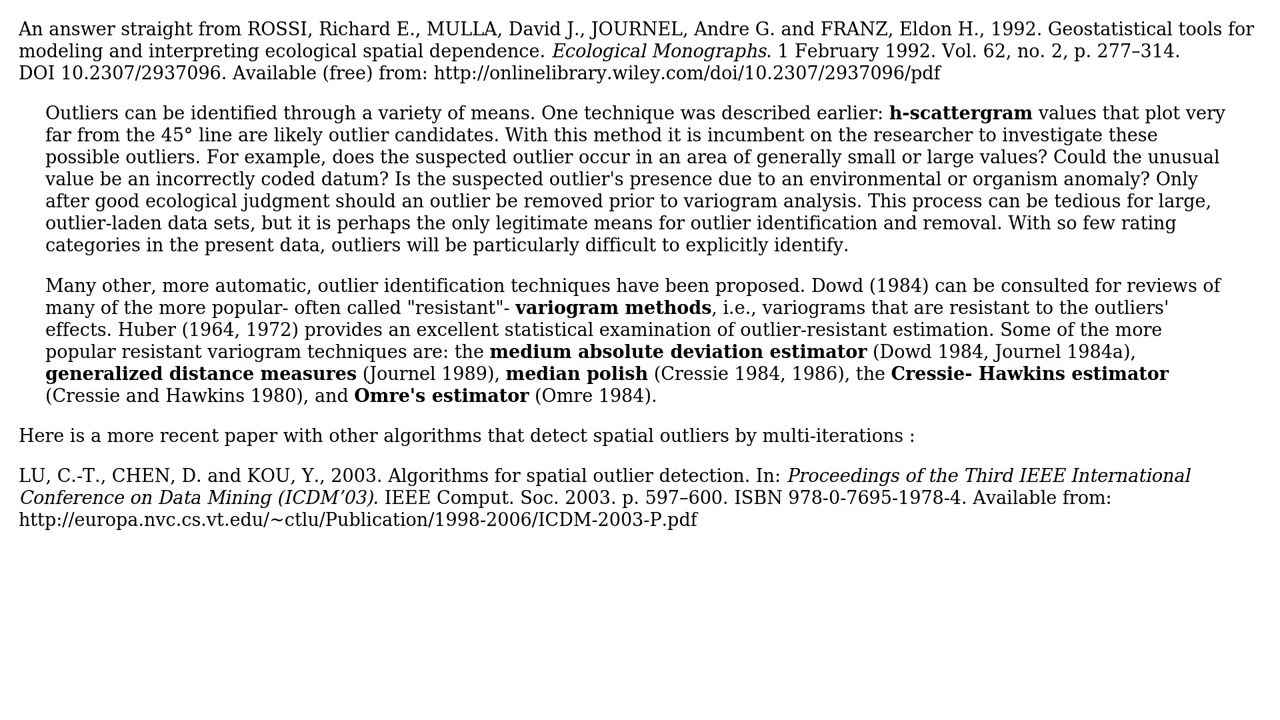 An answer straight from ROSSI, Richard E., MULLA, David J., JOURNEL, Andre G. and FRANZ, Eldon H., 1992. Geostatistical tools for
modeling and interpreting ecological spatial dependence. Ecological Monographs. 1 February 1992. Vol. 62, no. 2, p. 277–314.
DOI 10.2307/2937096. Available (free) from: http://onlinelibrary.wiley.com/doi/10.2307/2937096/pdf
Outliers can be identified through a variety of means. One technique was described earlier: h-scattergram values that plot very
far from the 45° line are likely outlier candidates. With this method it is incumbent on the researcher to investigate these
possible outliers. For example, does the suspected outlier occur in an area of generally small or large values? Could the unusual
value be an incorrectly coded datum? Is the suspected outlier's presence due to an environmental or organism anomaly? Only
after good ecological judgment should an outlier be removed prior to variogram analysis. This process can be tedious for large,
outlier-laden data sets, but it is perhaps the only legitimate means for outlier identification and removal. With so few rating
categories in the present data, outliers will be particularly difficult to explicitly identify.
Many other, more automatic, outlier identification techniques have been proposed. Dowd (1984) can be consulted for reviews of
many of the more popular- often called "resistant"- variogram methods, i.e., variograms that are resistant to the outliers'
effects. Huber (1964, 1972) provides an excellent statistical examination of outlier-resistant estimation. Some of the more
popular resistant variogram techniques are: the medium absolute deviation estimator (Dowd 1984, Journel 1984a),
generalized distance measures (Journel 1989), median polish (Cressie 1984, 1986), the Cressie- Hawkins estimator
(Cressie and Hawkins 1980), and Omre's estimator (Omre 1984).
Here is a more recent paper with other algorithms that detect spatial outliers by multi-iterations :
LU, C.-T., CHEN, D. and KOU, Y., 2003. Algorithms for spatial outlier detection. In: Proceedings of the Third IEEE International
Conference on Data Mining (ICDM’03). IEEE Comput. Soc. 2003. p. 597–600. ISBN 978-0-7695-1978-4. Available from:
http://europa.nvc.cs.vt.edu/~ctlu/Publication/1998-2006/ICDM-2003-P.pdf